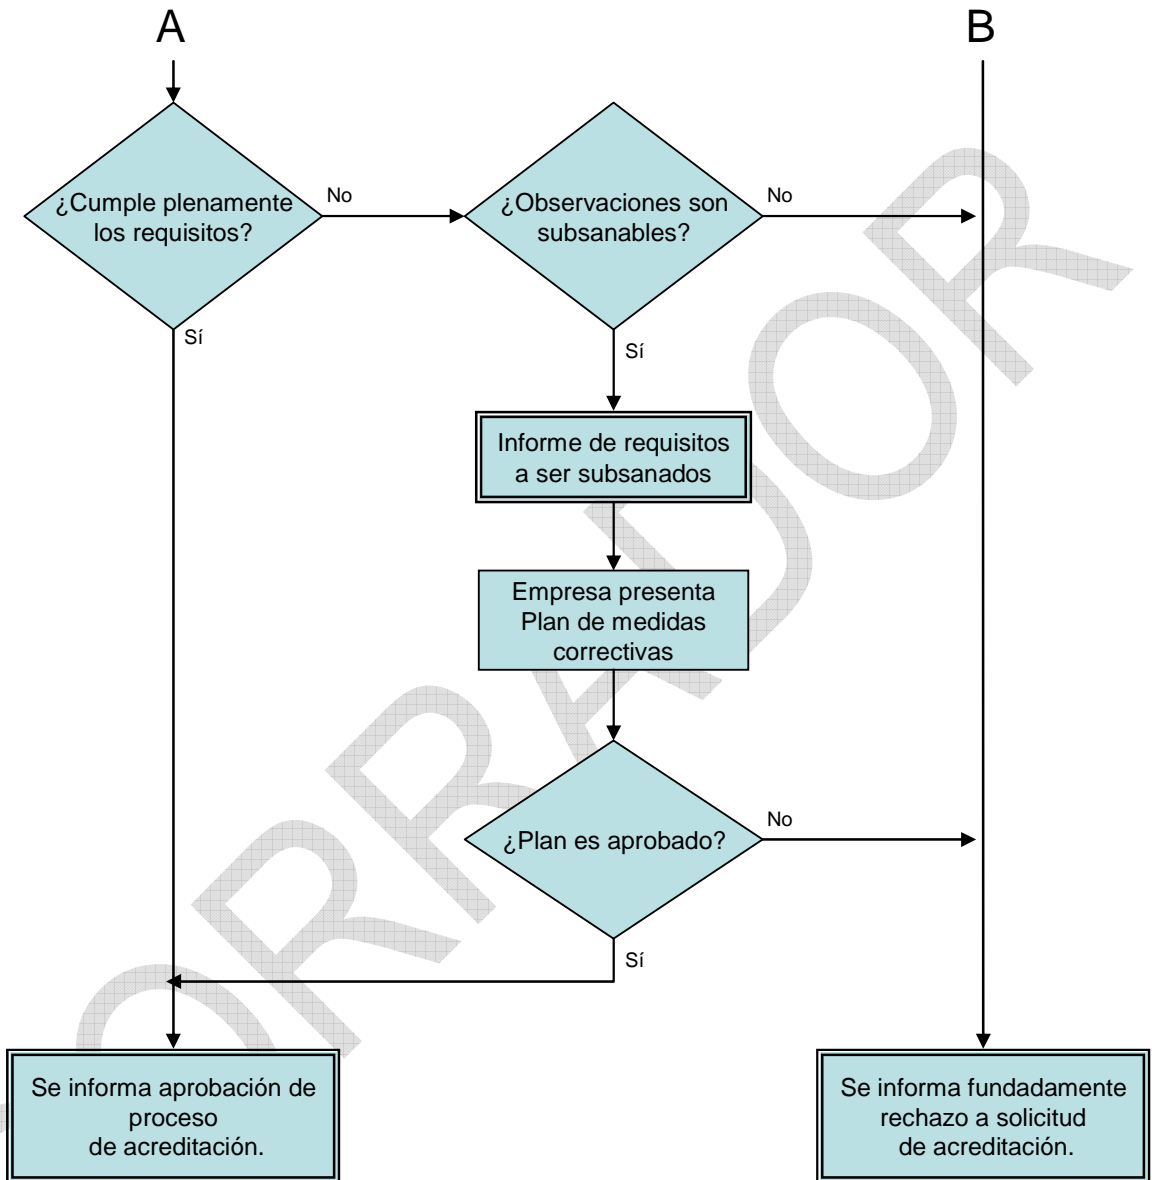 A
B
¿Cumple plenamente
los requisitos?
No
¿Observaciones son
subsanables?
No
Sí
Sí
Informe de requisitos
a ser subsanados
Empresa presenta
Plan de medidas
correctivas
¿Plan es aprobado?
No
Sí
Se informa aprobación de
proceso
de acreditación.
Se informa fundadamente
rechazo a solicitud
de acreditación.
ORRADOR